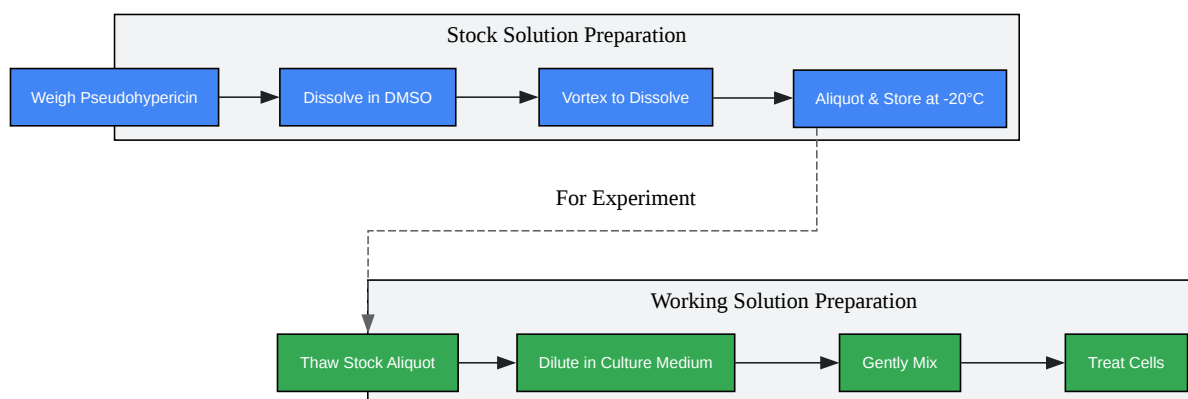 Stock Solution Preparation
Weigh Pseudohypericin
Dissolve in DMSO
Vortex to Dissolve
Aliquot & Store at -20°C
For Experiment
Working Solution Preparation
Thaw Stock Aliquot
Dilute in Culture Medium
Gently Mix
Treat Cells